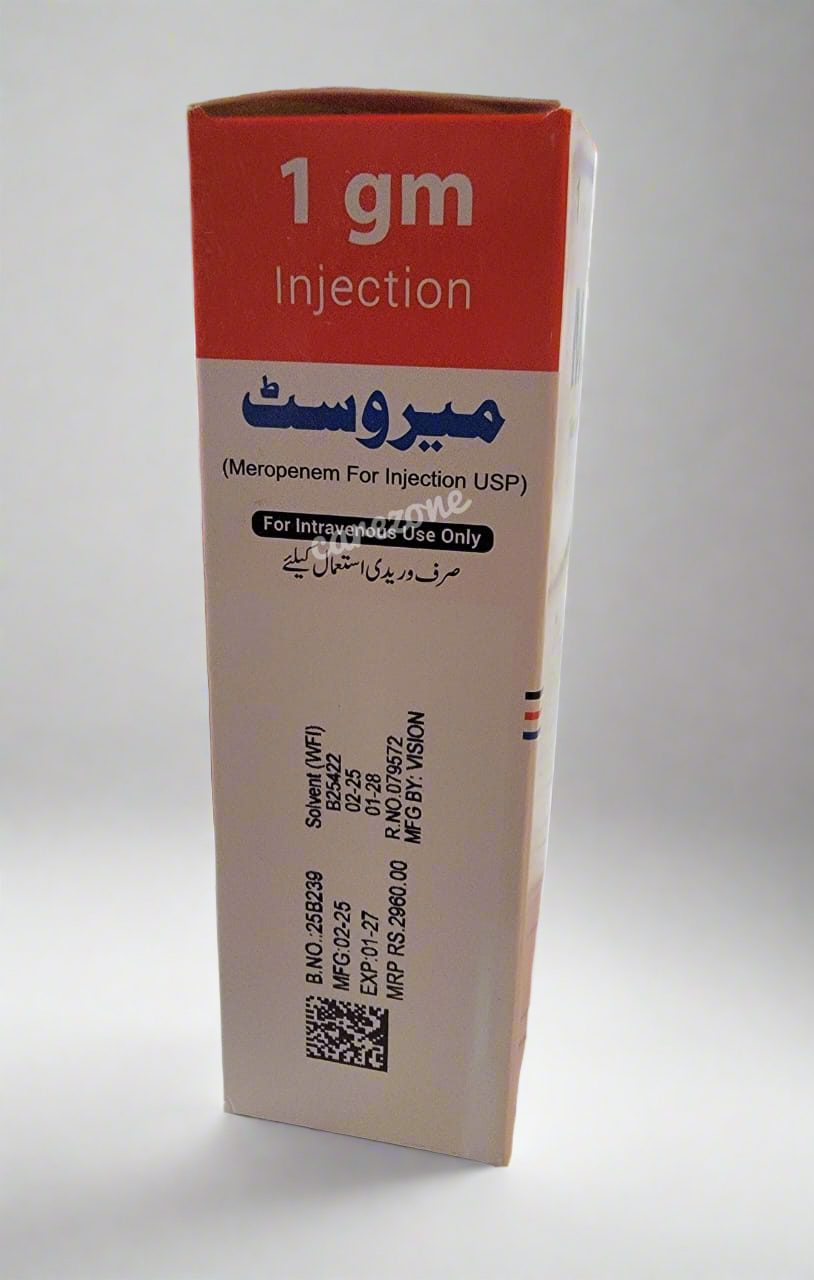 1 gm
Injection
میروسٹ
(Meropenem For Injection USP)
For Intravenous Use Only
carezone
صرف وریدی استعمال کیلئے
B.NO.:25B239
MFG:02-25
EXP:01-27
MRP RS.2960.00
Solvent (WFI)
B25422
02-25
01-28
R.NO.079572
MFG BY: VISION